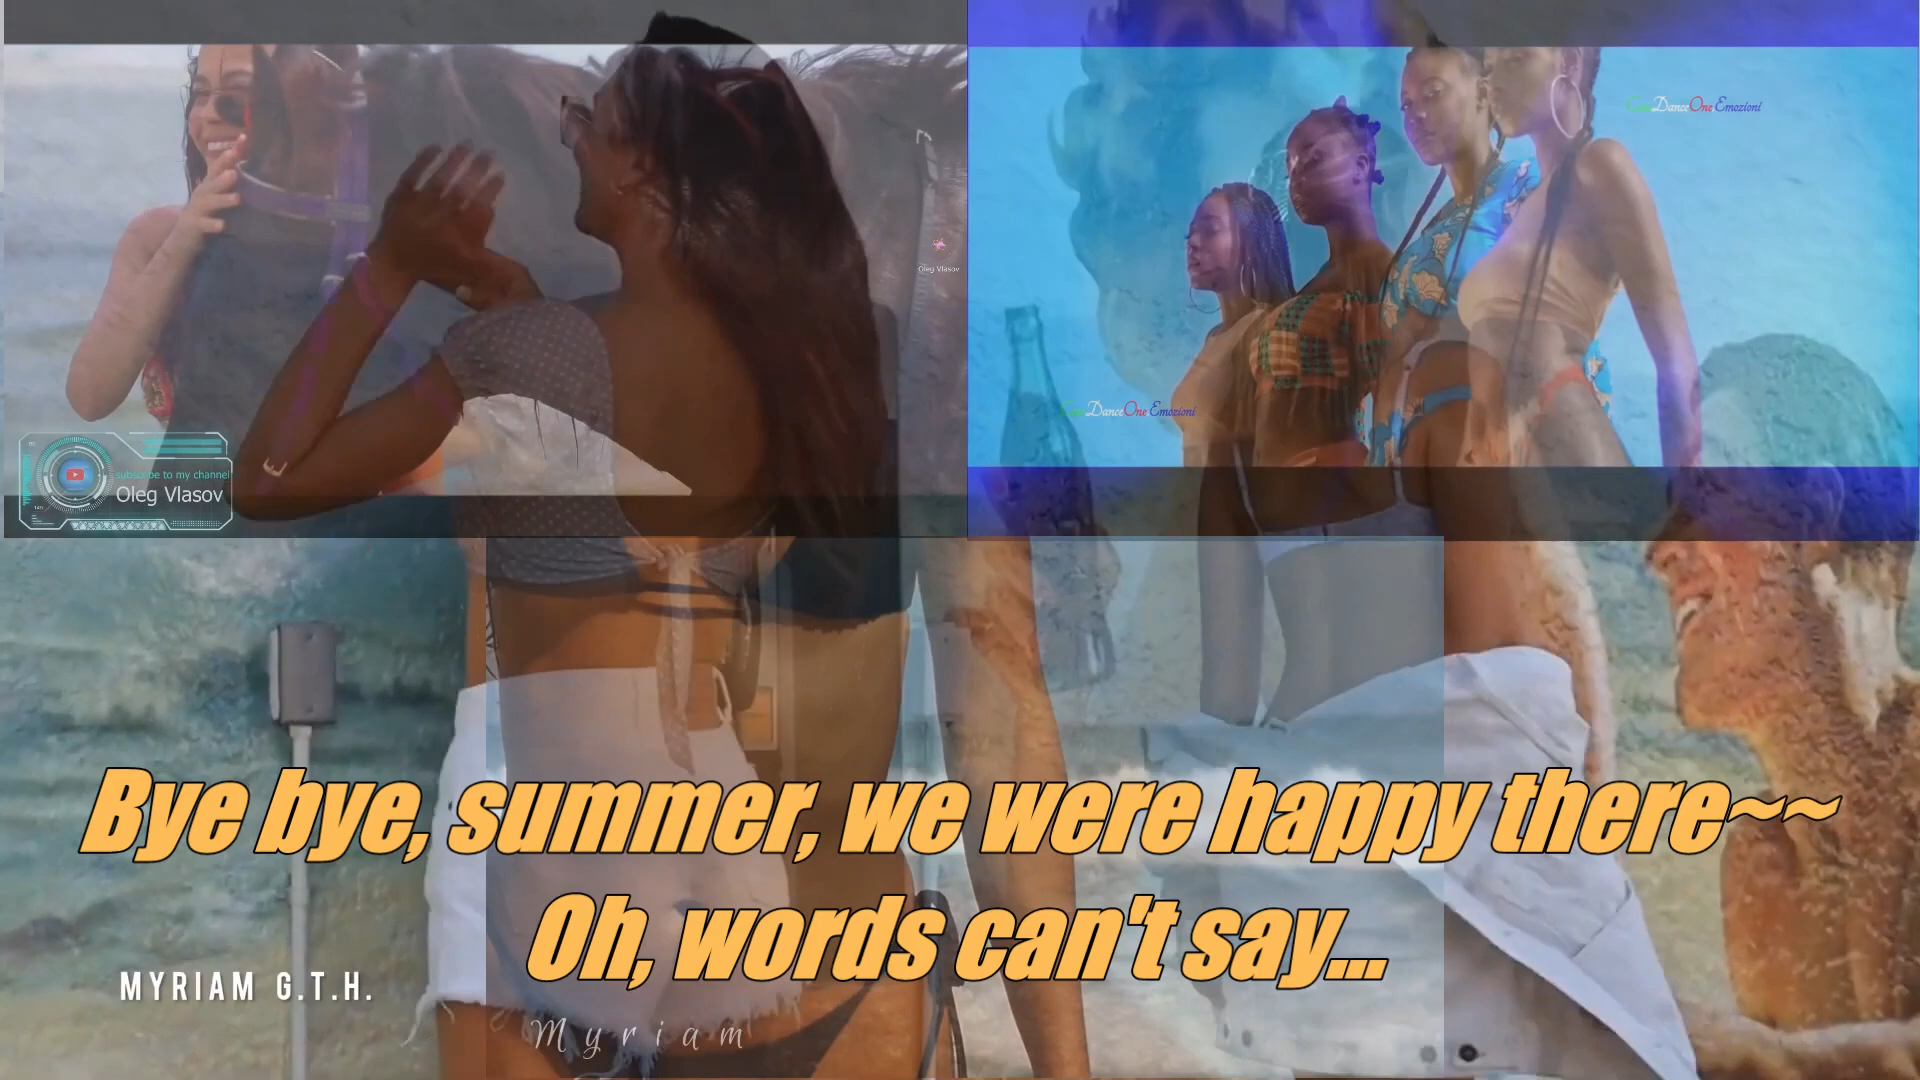 DanceOne Emozioni
Oleg Vlasov
DanceOne Emozioni
subscribe to my channel
Oleg Vlasov
Bye bye, summer, we were happy there~~
Oh, words can't say...
MYRIAM G.T.H.
Myriam